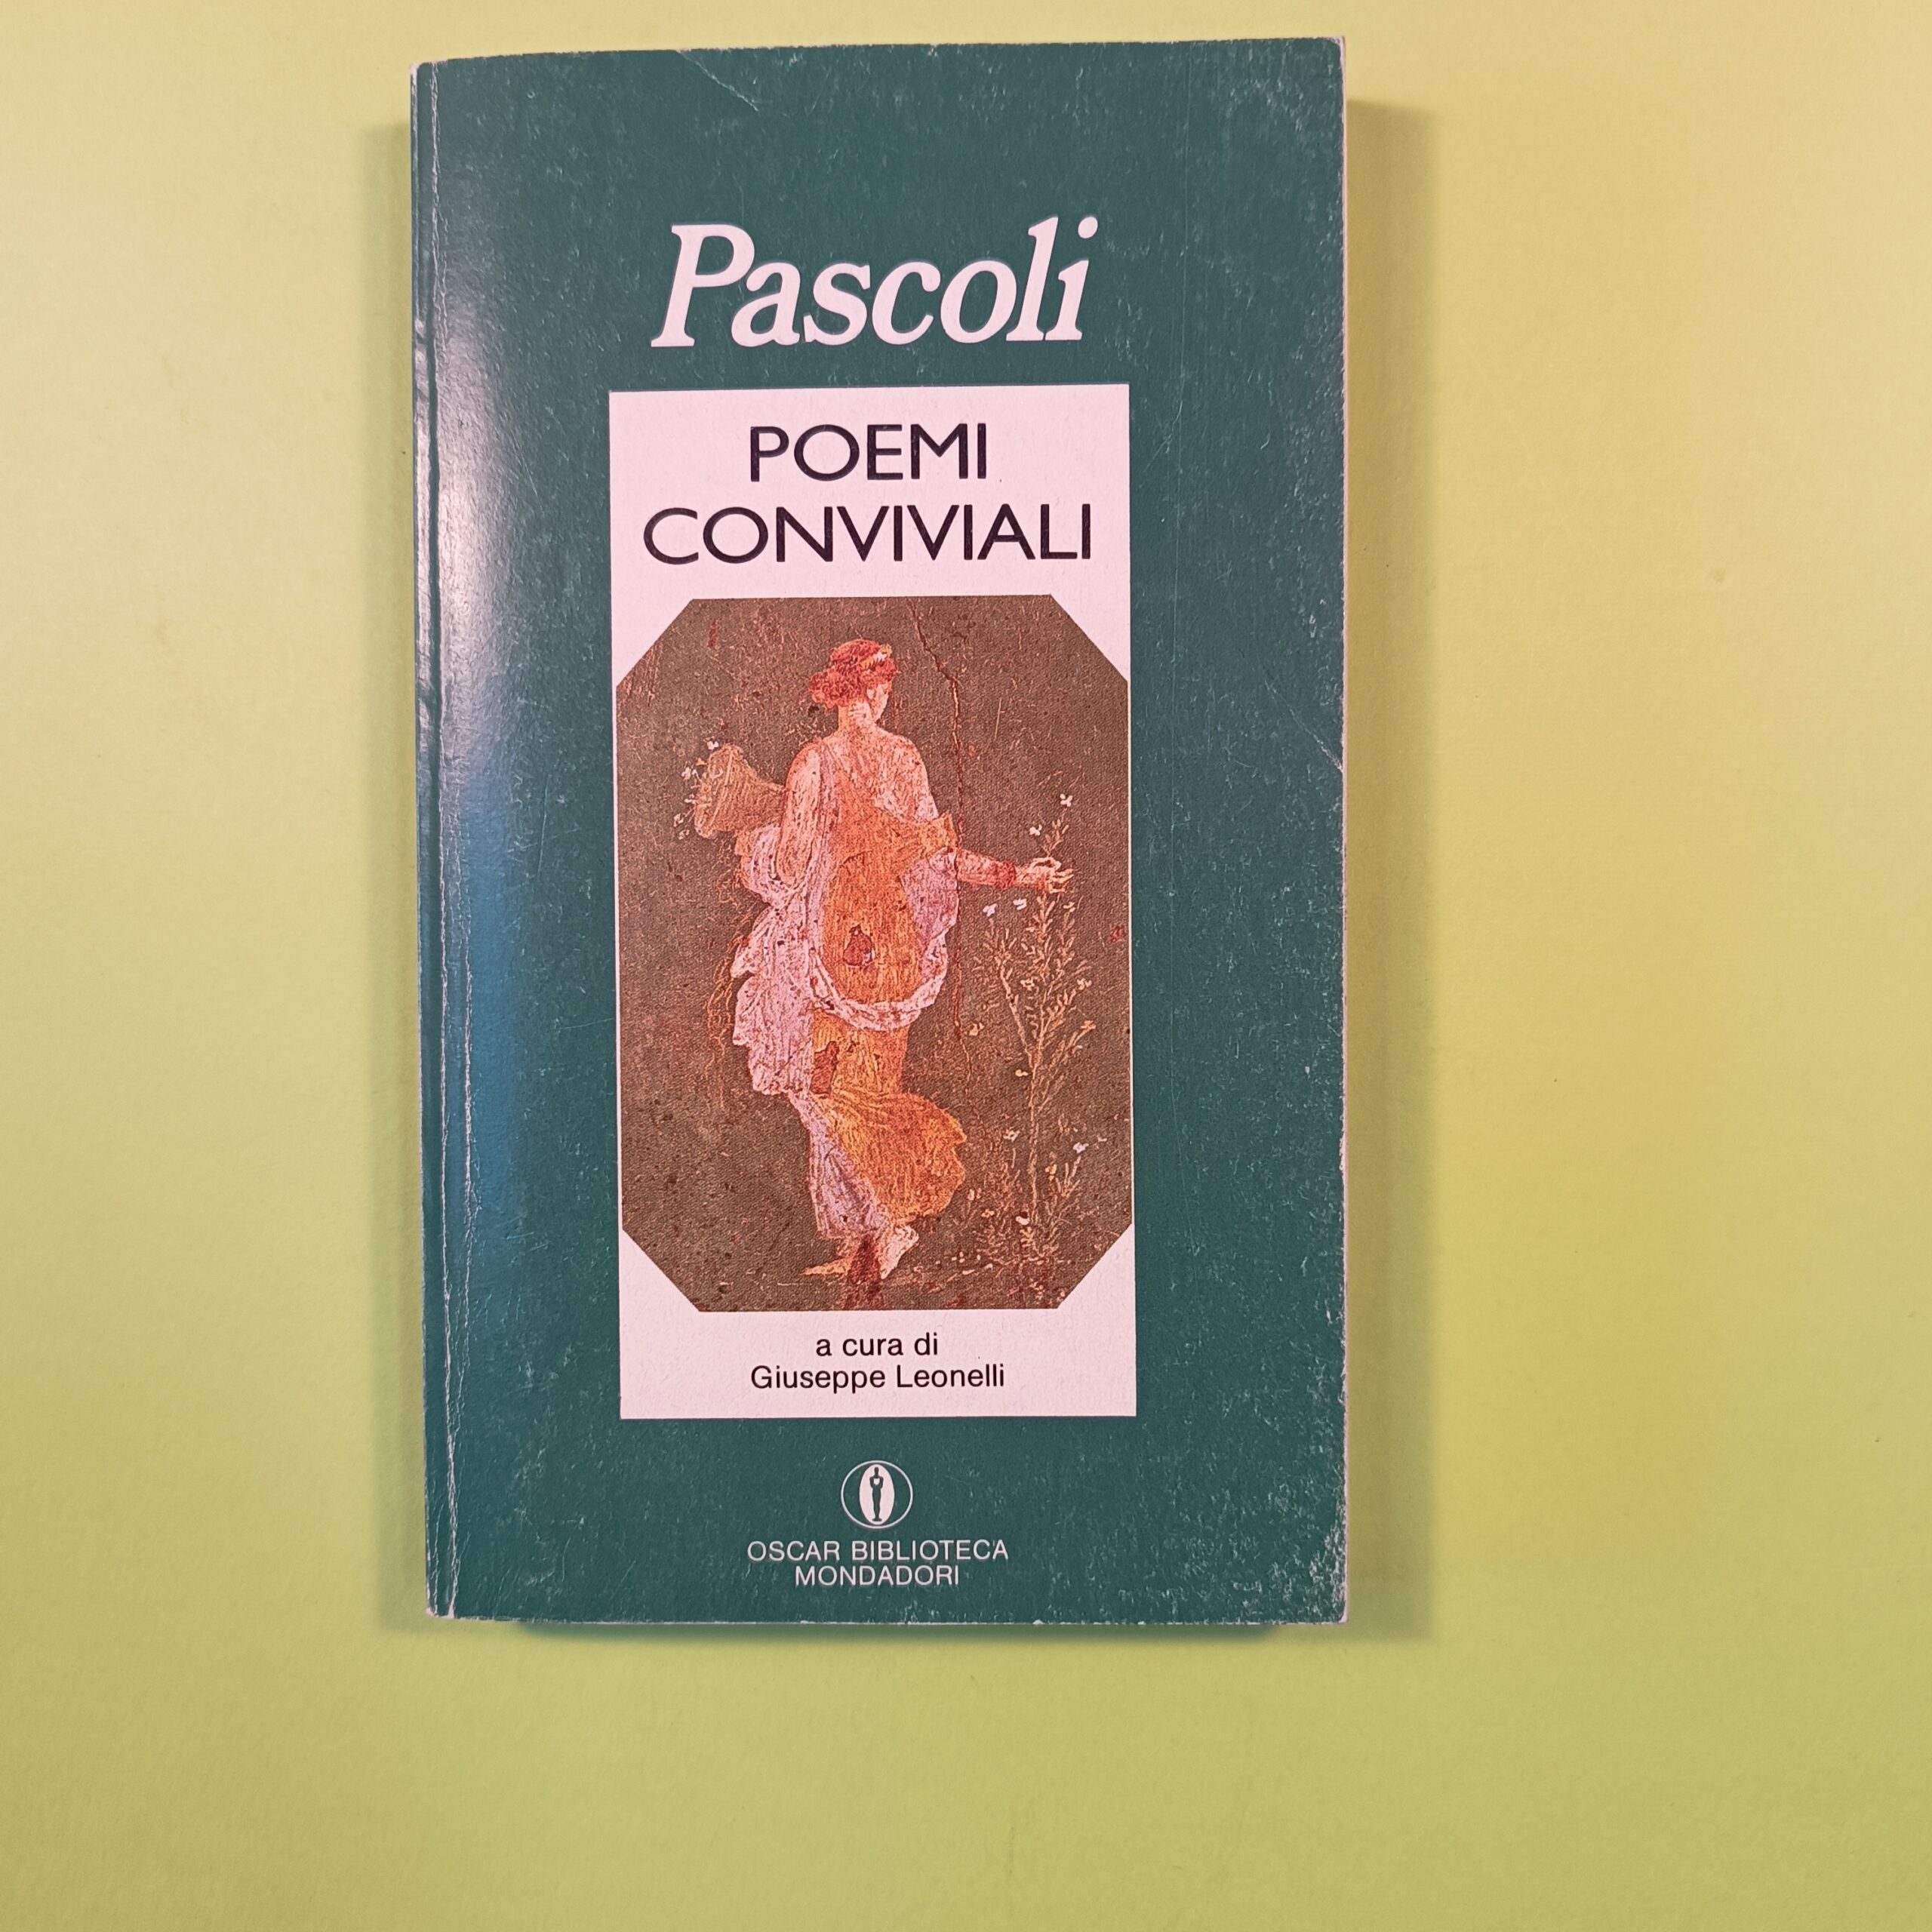 Pascoli
POEMI
CONVIVIALI
a cura di
Giuseppe Leonelli
OSCAR BIBLIOTECA
MONDADORI